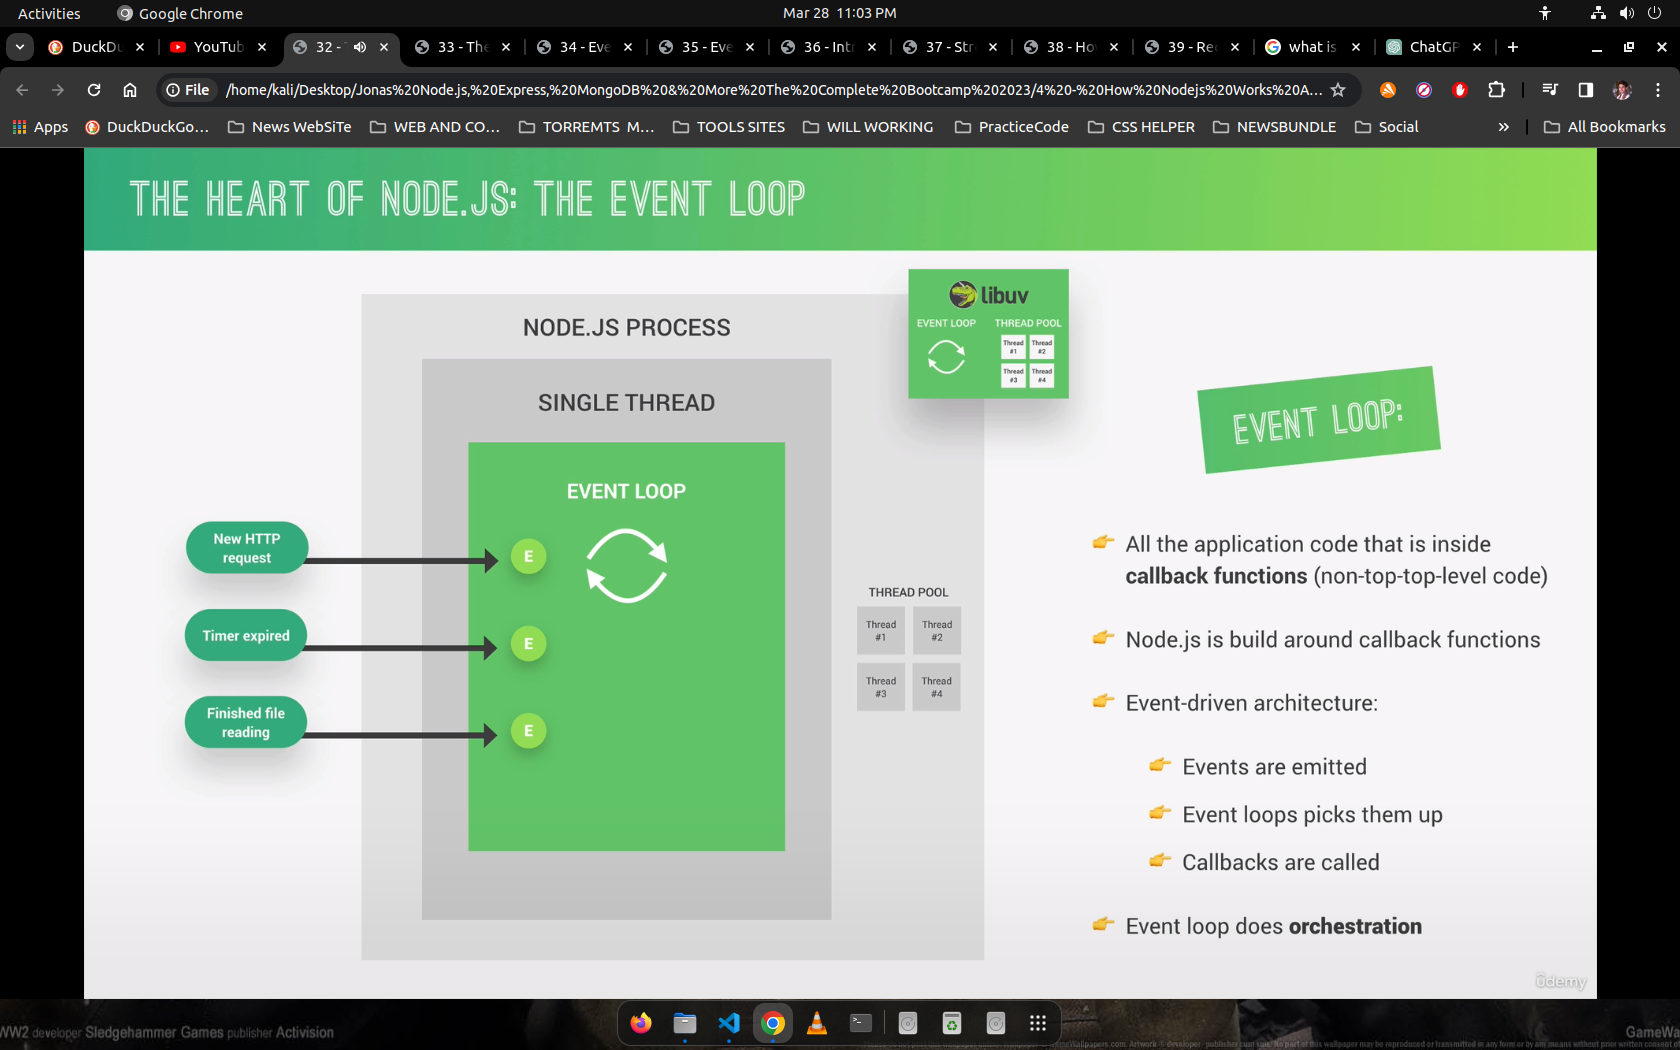 Activities
Google Chrome
Mar 28 11:03 PM
DuckDu
YouTub
32 -
33 - The
34 - Eve
35 - Eve
36 - Int
37 - Str
38 - Ho
39 - Re
what is
ChatGP
File
/home/kali/Desktop/Jonas%20Node.js,%20Express,%20MongoDB%20&%20More%20The%20Complete%20Bootcamp%202023/4%20-%20How%20Nodejs%20Works%20A...
Apps
DuckDuckGo...
News WebSiTe
WEB AND CO...
TORREMTS M...
TOOLS SITES
WILL WORKING
PracticeCode
CSS HELPER
NEWSBUNDLE
Social
»
All Bookmarks
THE HEART OF NODE.JS: THE EVENT LOOP
libuv
EVENT LOOP
THREAD POOL
Thread #1
Thread #2
Thread #3
Thread #4
NODE.JS PROCESS
SINGLE THREAD
EVENT LOOP
New HTTP
request
E
Timer expired
E
Finished file
reading
E
THREAD POOL
Thread
#1
Thread
#2
Thread
#3
Thread
#4
EVENT LOOP:
All the application code that is inside
callback functions (non-top-top-level code)
Node.js is build around callback functions
Event-driven architecture:
Events are emitted
Event loops picks them up
Callbacks are called
Event loop does orchestration
ûdemy
WW2 developer Sledgehammer Games publisher Activision
GameWa